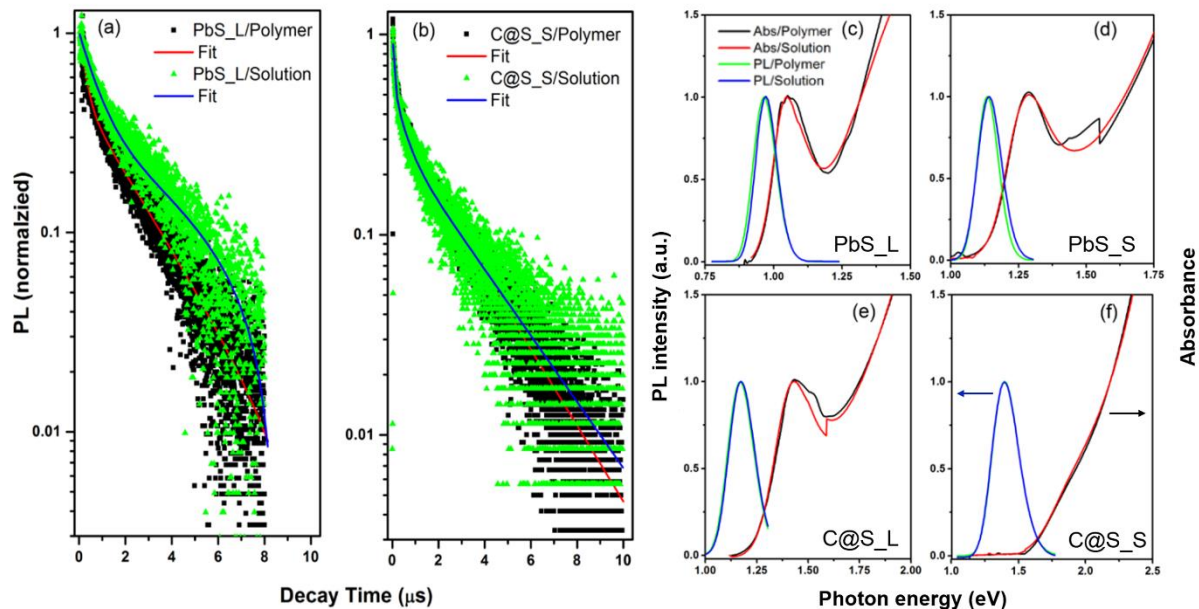 (a)
PbS_L/Polymer
Fit
PbS_L/Solution
Fit
1
0.1
0.01
0 2 4 6 8 10
PL (normalzied)
(b)
C@S_S/Polymer
Fit
C@S_S/Solution
Fit
1
0.1
0.01
0 2 4 6 8 10
Decay Time (μs)
(c)
Abs/Polymer
Abs/Solution
PL/Polymer
PL/Solution
1.5
1.0
0.5
0.0
PbS_L
0.75 1.00 1.25 1.50
(d)
1.5
1.0
0.5
0.0
PbS_S
1.00 1.25 1.50 1.75
PL intensity (a.u.)
(e)
1.5
1.0
0.5
0.0
C@S_L
1.00 1.25 1.50 1.75 2.00
(f)
1.5
1.0
0.5
0.0
C@S_S
1.0 1.5 2.0 2.5
Absorbance
Photon energy (eV)